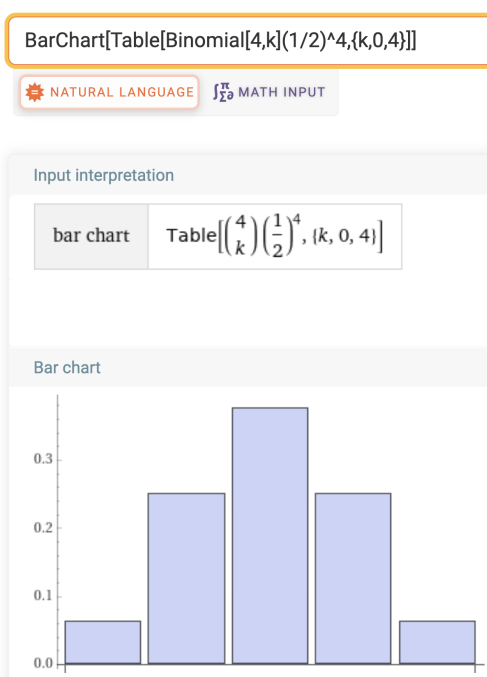 BarChart[Table[Binomial[4,k](1/2)^4,{k,0,4}]]
NATURAL LANGUAGE ∫π Σ∂ MATH INPUT
Input interpretation
bar chart Table[(4 k)(1/2)^4, {k, 0, 4}]
Bar chart
0.3
0.2
0.1
0.0